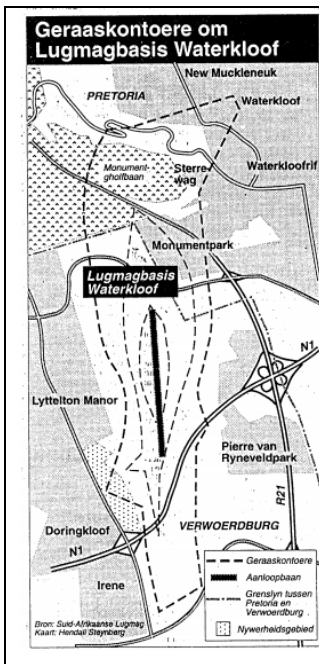 Geraaskontoere om
Lugmagbasis Waterkloof
New Muckleneuk
PRETORIA
Waterkloof
Monument-
gholfbaan
Sterre-
wag
Waterkloofrif
Monumentpark
Lugmagbasis
Waterkloof
N1
Lyttelton Manor
Pierre van
Ryneveldpark
R21
Doringkloof
VERWOERDBURG
N1
Irene
Geraaskontoere
Aanloopbaan
Grenslyn tussen
Pretoria en
Verwoerdburg
Nywerheidsgebied
Bron: Suid-Afrikaanse Lugmag
Kaart: Hendali Steynberg